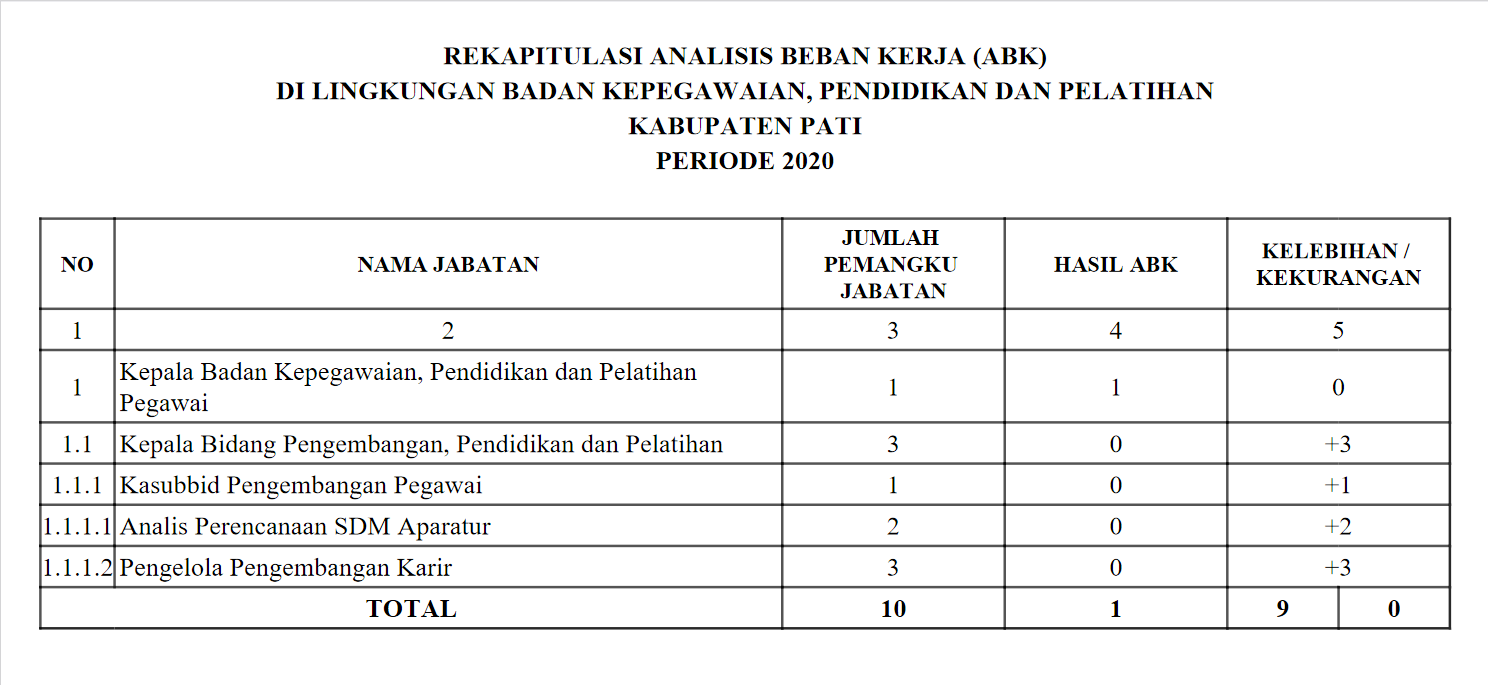 REKAPITULASI ANALISIS BEBAN KERJA (ABK)
DI LINGKUNGAN BADAN KEPEGAWAIAN, PENDIDIKAN DAN PELATIHAN
KABUPATEN PATI
PERIODE 2020
NO NAMA JABATAN JUMLAH PEMANGKU JABATAN HASIL ABK KELEBIHAN / KEKURANGAN
1 2 3 4 5
1 Kepala Badan Kepegawaian, Pendidikan dan Pelatihan Pegawai 1 1 0
1.1 Kepala Bidang Pengembangan, Pendidikan dan Pelatihan 3 0 +3
1.1.1 Kasubbid Pengembangan Pegawai 1 0 +1
1.1.1.1 Analis Perencanaan SDM Aparatur 2 0 +2
1.1.1.2 Pengelola Pengembangan Karir 3 0 +3
TOTAL 10 1 9 0